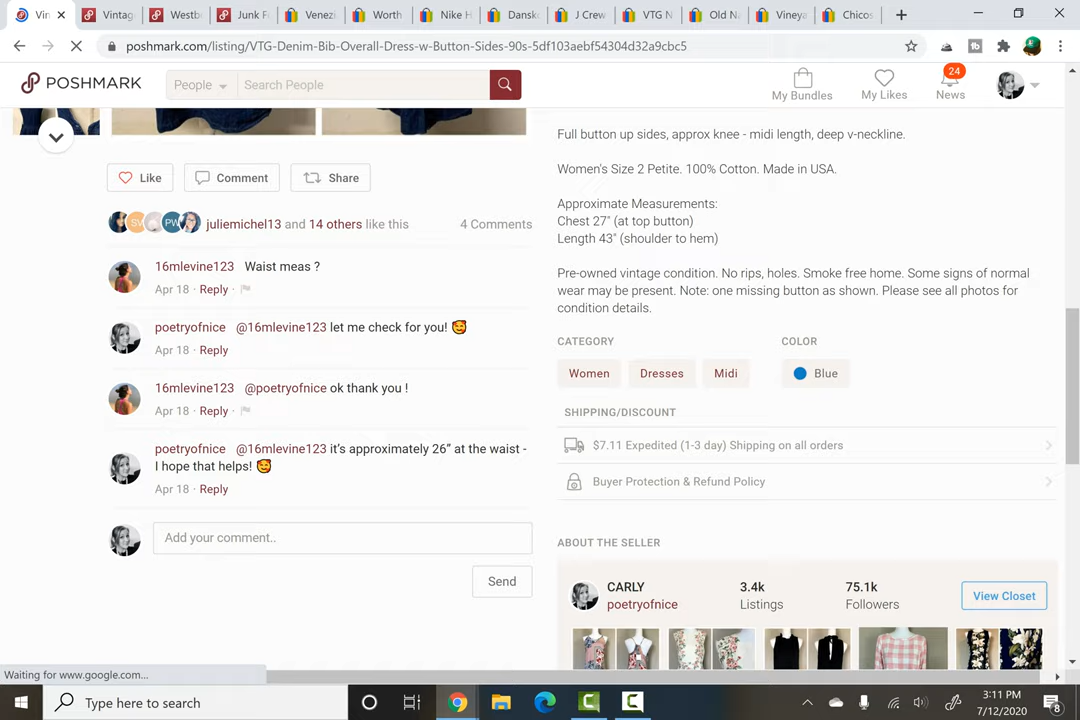 Vin
Vintag
Westb
Junk F
Venezi
Worth
Nike H
Dansko
J Crew
VTG N
Old Na
Vineya
Chicos
poshmark.com/listing/VTG-Denim-Bib-Overall-Dress-w-Button-Sides-90s-5df103aebf54304d32a9cbc5
POSHMARK
People
Search People
My Bundles
My Likes
24
News
Full button up sides, approx knee - midi length, deep v-neckline.
Women's Size 2 Petite. 100% Cotton. Made in USA.
Approximate Measurements:
Chest 27" (at top button)
Length 43" (shoulder to hem)
Pre-owned vintage condition. No rips, holes. Smoke free home. Some signs of normal
wear may be present. Note: one missing button as shown. Please see all photos for
condition details.
CATEGORY
COLOR
Women
Dresses
Midi
Blue
SHIPPING/DISCOUNT
$7.11 Expedited (1-3 day) Shipping on all orders
Buyer Protection & Refund Policy
ABOUT THE SELLER
CARLY
poetryofnice
3.4k
Listings
75.1k
Followers
View Closet
Like
Comment
Share
SV
PW
juliemichel13 and 14 others like this
4 Comments
16mlevine123 Waist meas ?
Apr 18 · Reply ·
poetryofnice @16mlevine123 let me check for you! 🥰
Apr 18 · Reply
16mlevine123 @poetryofnice ok thank you !
Apr 18 · Reply ·
poetryofnice @16mlevine123 it's approximately 26” at the waist -
I hope that helps! 🥰
Apr 18 · Reply
Add your comment..
Send
Waiting for www.google.com...
Type here to search
3:11 PM
7/12/2020
8